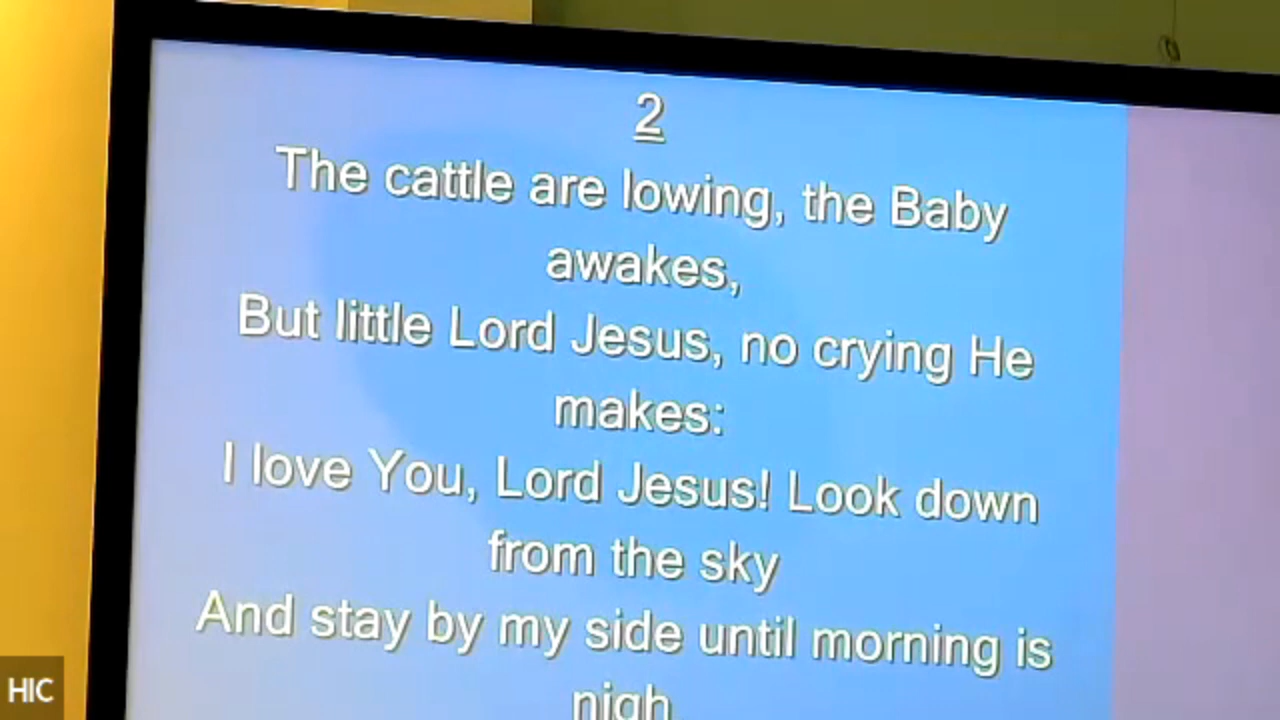 2
The cattle are lowing, the Baby
awakes,
But little Lord Jesus, no crying He
makes:
I love You, Lord Jesus! Look down
from the sky
And stay by my side until morning is
nigh
HIC